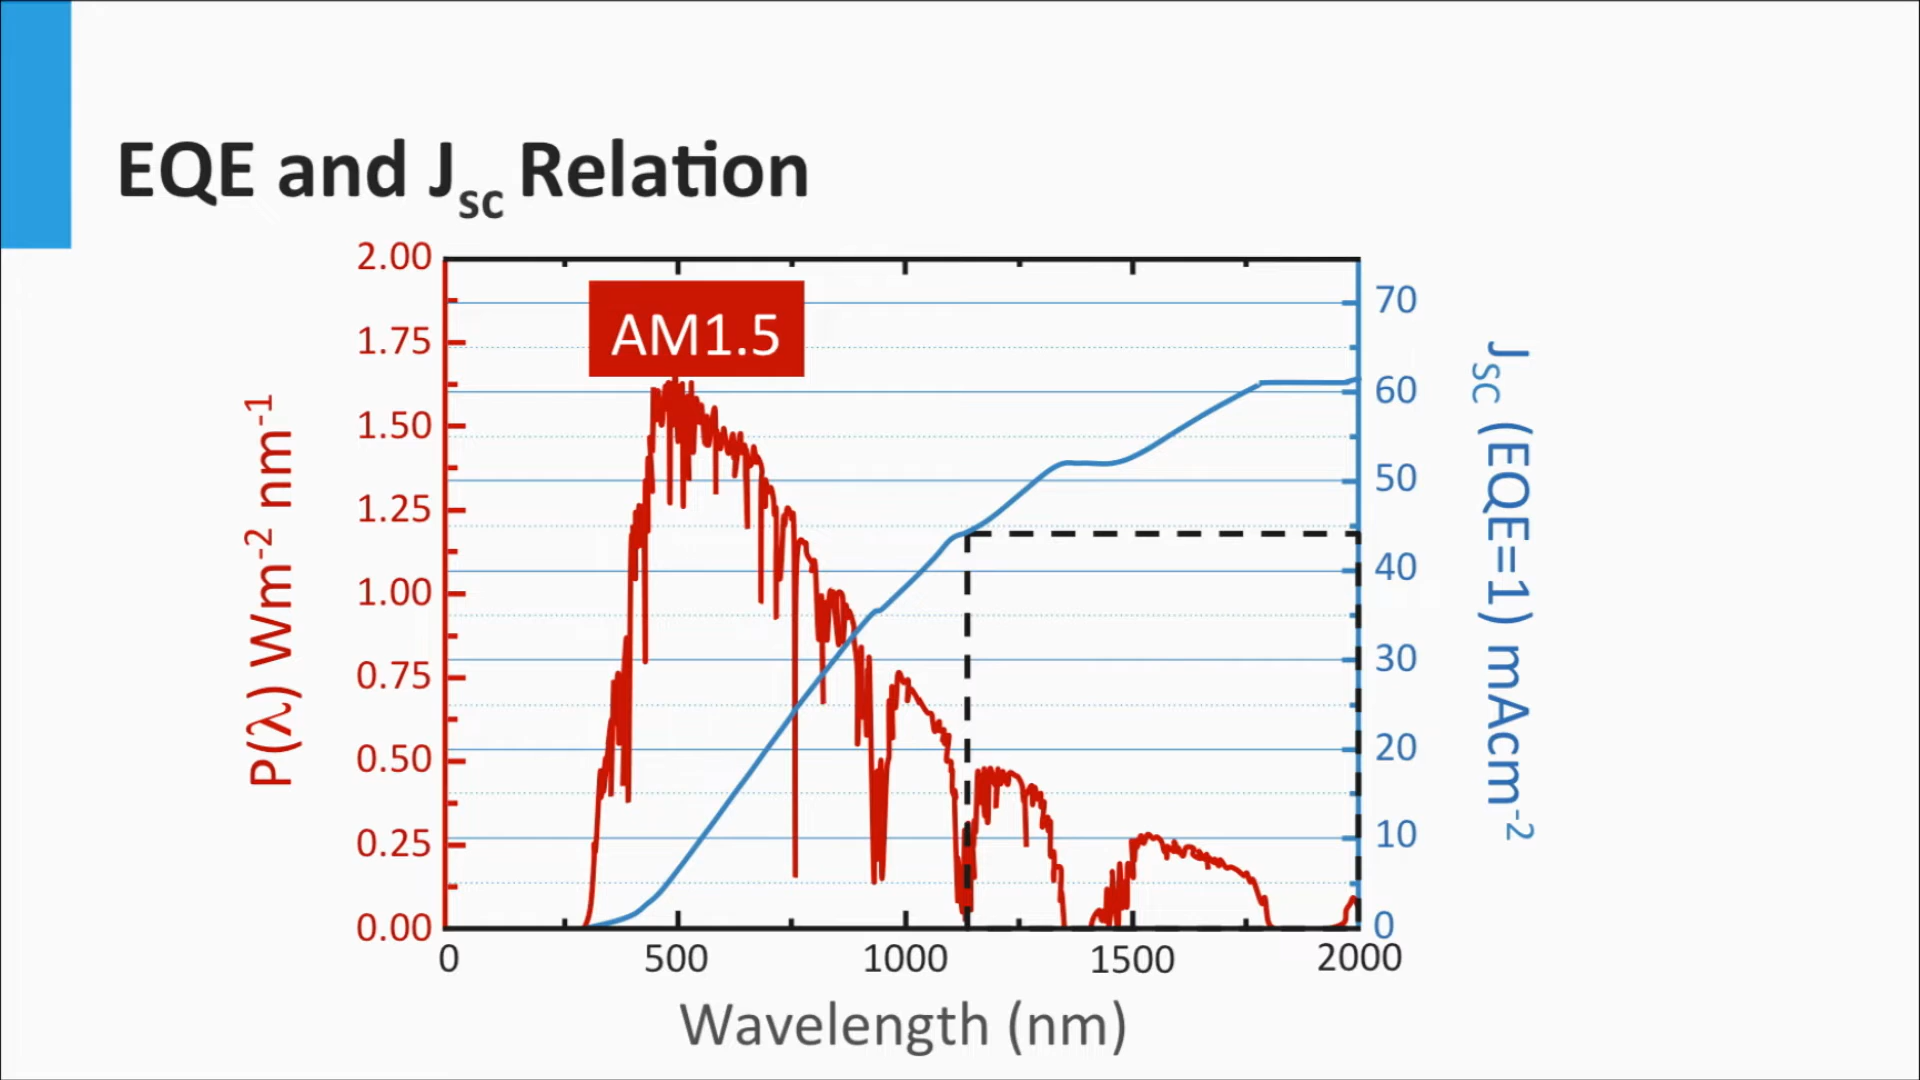 EQE and Jsc Relation
AM1.5
2.00
1.75
1.50
1.25
1.00
0.75
0.50
0.25
0.00
P(λ) Wm-2 nm-1
70
60
50
40
30
20
10
0
JSC (EQE=1) mAcm-2
0 500 1000 1500 2000
Wavelength (nm)